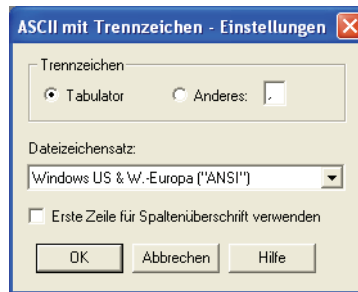 ASCII mit Trennzeichen - Einstellungen
Trennzeichen
Tabulator Anderes: ,
Dateizeichensatz:
Windows US & W.-Europa ("ANSI")
Erste Zeile für Spaltenüberschrift verwenden
OK Abbrechen Hilfe